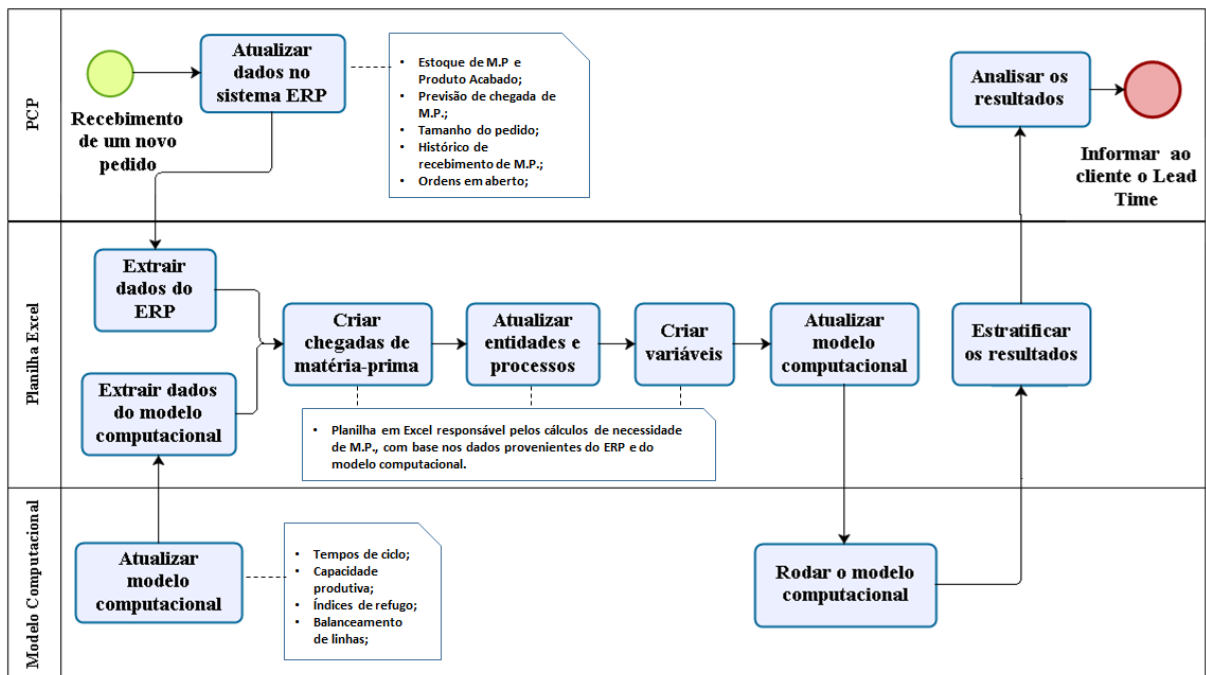 PCP
Recebimento
de um novo
pedido
Atualizar
dados no
sistema ERP
• Estoque de M.P e
Produto Acabado;
• Previsão de chegada de
M.P.;
• Tamanho do pedido;
• Histórico de
recebimento de M.P.;
• Ordens em aberto;
Analisar os
resultados
Informar ao
cliente o Lead
Time
Planilha Excel
Extrair
dados do
ERP
Extrair dados
do modelo
computacional
Criar
chegadas de
matéria-prima
Atualizar
entidades e
processos
Criar
variáveis
Atualizar
modelo
computacional
Estratificar
os resultados
• Planilha em Excel responsável pelos cálculos de necessidade
de M.P., com base nos dados provenientes do ERP e do
modelo computacional.
Modelo Computacional
Atualizar
modelo
computacional
• Tempos de ciclo;
• Capacidade
produtiva;
• Índices de refugo;
• Balanceamento
de linhas;
Rodar o modelo
computacional